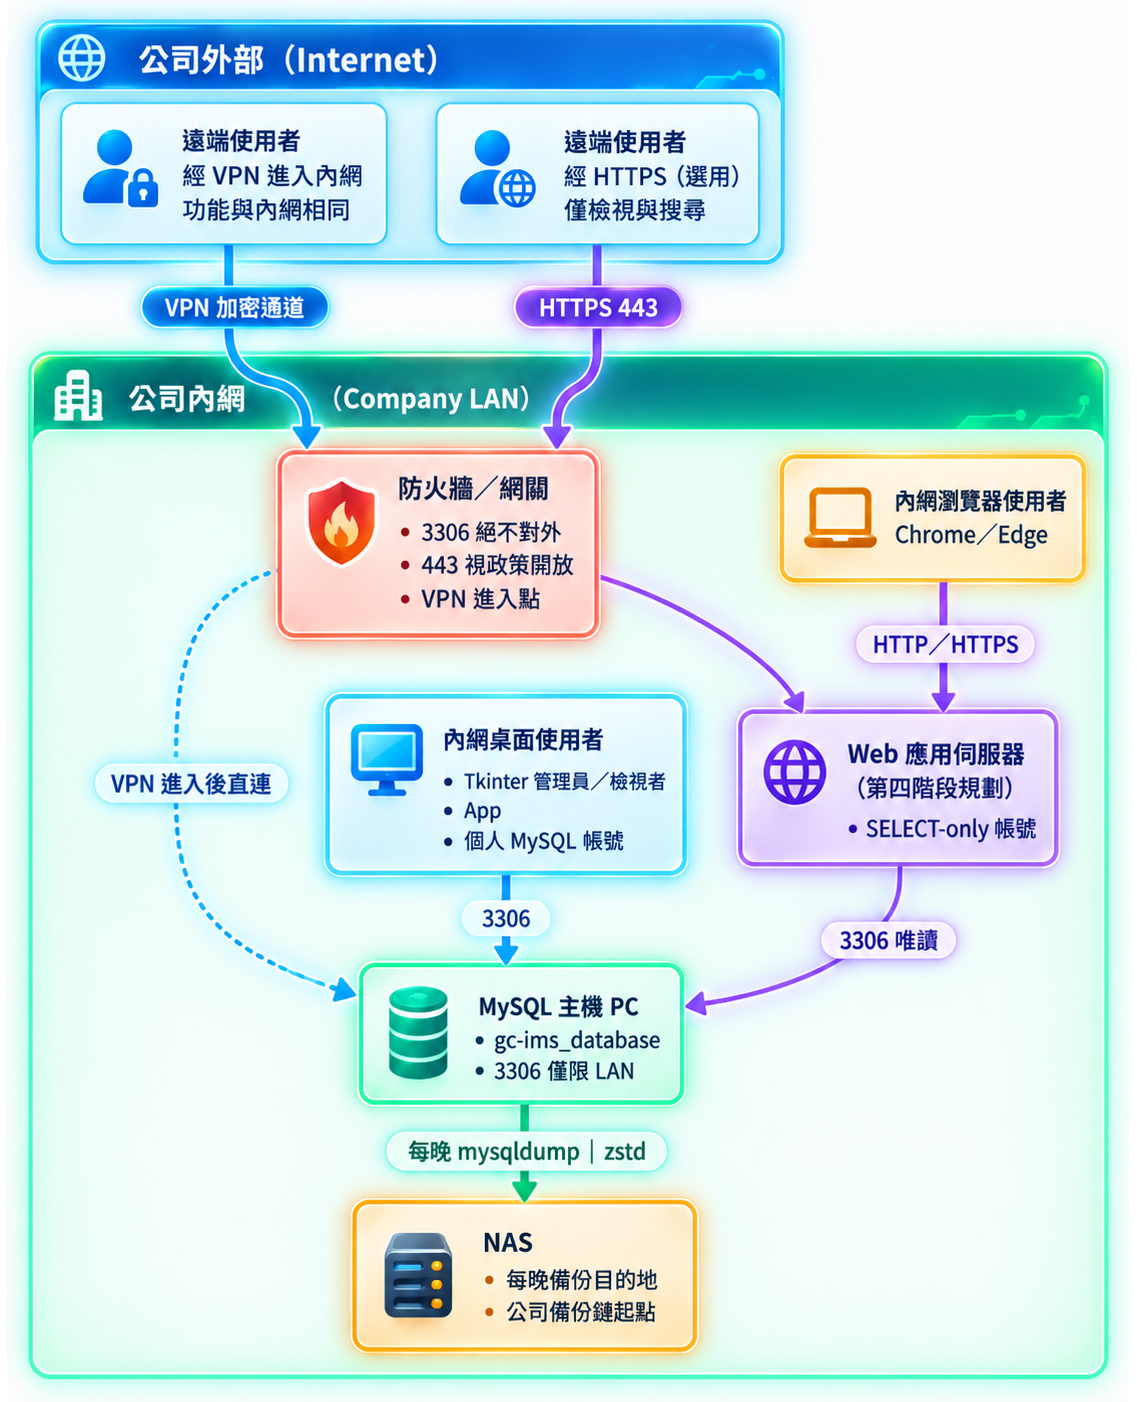 公司外部（Internet）
遠端使用者
經 VPN 進入內網
功能與內網相同
遠端使用者
經 HTTPS（選用）
僅檢視與搜尋
VPN 加密通道
HTTPS 443
公司內網 （Company LAN）
防火牆／網關
• 3306 絕不對外
• 443 視政策開放
• VPN 進入點
內網瀏覽器使用者
Chrome／Edge
HTTP／HTTPS
內網桌面使用者
• Tkinter 管理員／檢視者
• App
• 個人 MySQL 帳號
Web 應用伺服器
（第四階段規劃）
• SELECT-only 帳號
VPN 進入後直連
3306
3306 唯讀
MySQL 主機 PC
• gc-ims_database
• 3306 僅限 LAN
每晚 mysqldump｜zstd
NAS
• 每晚備份目的地
• 公司備份鏈起點